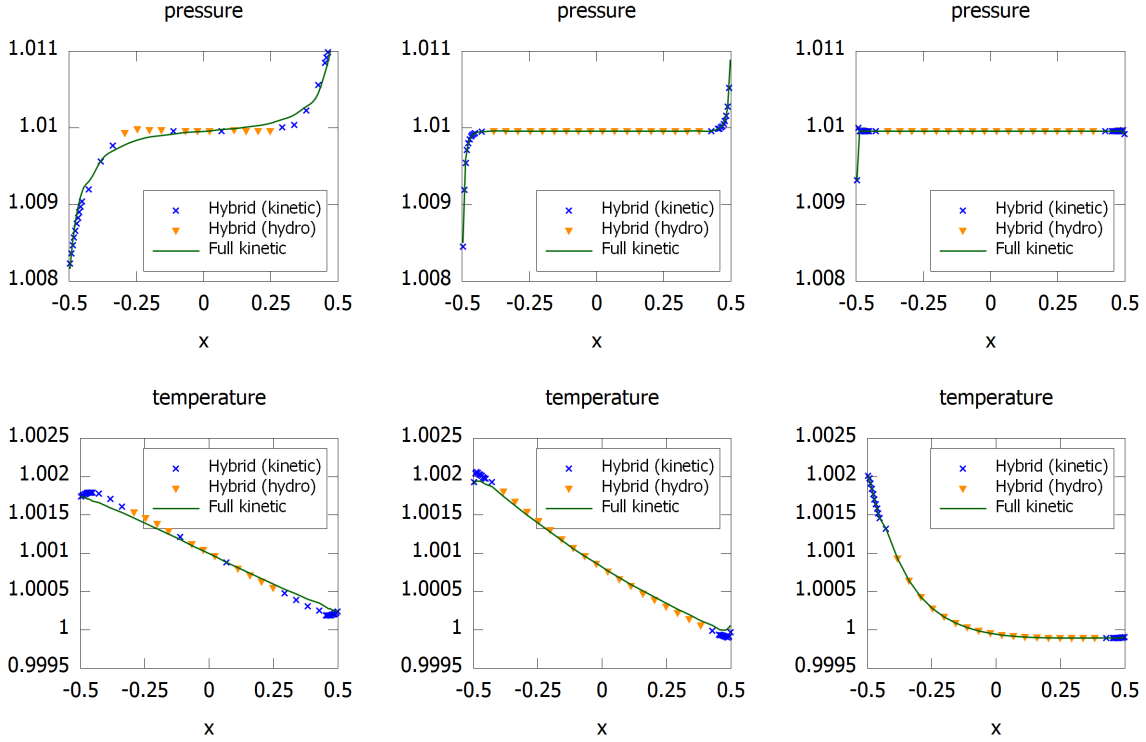 pressure
1.011
1.01
1.009
1.008
Hybrid (kinetic)
Hybrid (hydro)
Full kinetic
-0.5 -0.25 0 0.25 0.5
x
pressure
1.011
1.01
1.009
1.008
Hybrid (kinetic)
Hybrid (hydro)
Full kinetic
-0.5 -0.25 0 0.25 0.5
x
pressure
1.011
1.01
1.009
1.008
Hybrid (kinetic)
Hybrid (hydro)
Full kinetic
-0.5 -0.25 0 0.25 0.5
x
temperature
1.0025
1.002
1.0015
1.001
1.0005
1
0.9995
Hybrid (kinetic)
Hybrid (hydro)
Full kinetic
-0.5 -0.25 0 0.25 0.5
x
temperature
1.0025
1.002
1.0015
1.001
1.0005
1
0.9995
Hybrid (kinetic)
Hybrid (hydro)
Full kinetic
-0.5 -0.25 0 0.25 0.5
x
temperature
1.0025
1.002
1.0015
1.001
1.0005
1
0.9995
Hybrid (kinetic)
Hybrid (hydro)
Full kinetic
-0.5 -0.25 0 0.25 0.5
x